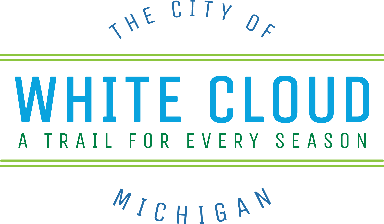 THE CITY OF
WHITE CLOUD
A TRAIL FOR EVERY SEASON
MICHIGAN